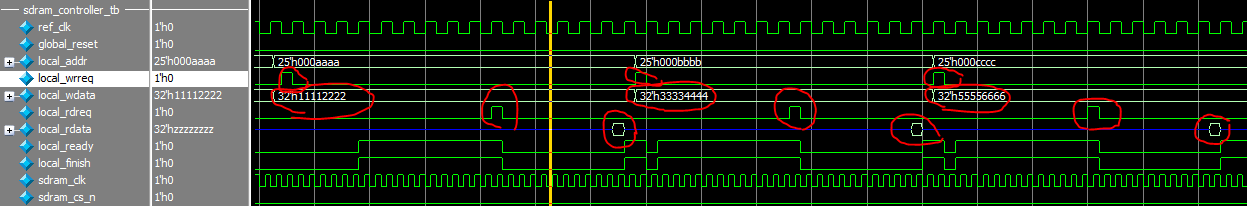 sdram_controller_tb
ref_clk 1'h0
global_reset 1'h0
local_addr 25'h000aaaa 25'h000aaaa 25'h000bbbb 25'h000cccc
local_wrreq 1'h0
local_wdata 32'h11112222 32'h11112222 32'h33334444 32'h55556666
local_rdreq 1'h0
local_rdata 32'hzzzzzzzz
local_ready 1'h0
local_finish 1'h0
sdram_clk 1'h0
sdram_cs_n 1'h0